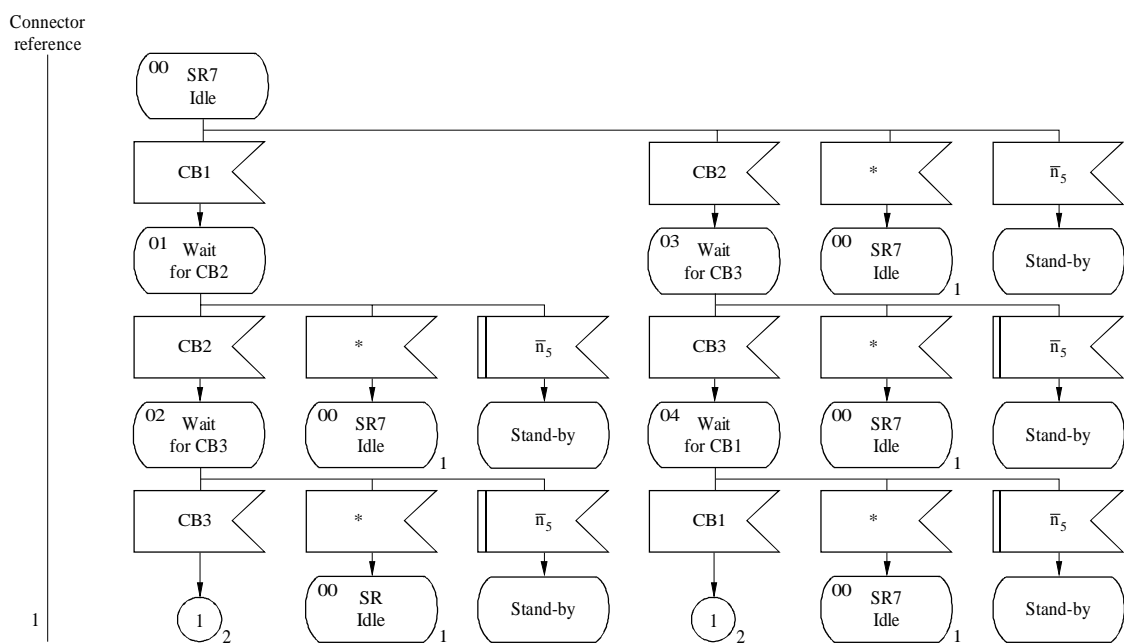 Connector
reference
00 SR7
Idle
CB1 CB2 * n̅5
01 Wait
for CB2
03 Wait
for CB3
00 SR7
Idle 1
Stand-by
CB2 * n̅5 CB3 * n̅5
02 Wait
for CB3
00 SR7
Idle 1
Stand-by
04 Wait
for CB1
00 SR7
Idle 1
Stand-by
CB3 * n̅5 CB1 * n̅5
1 2
00 SR
Idle 1
Stand-by
1 2
00 SR7
Idle 1
Stand-by
1